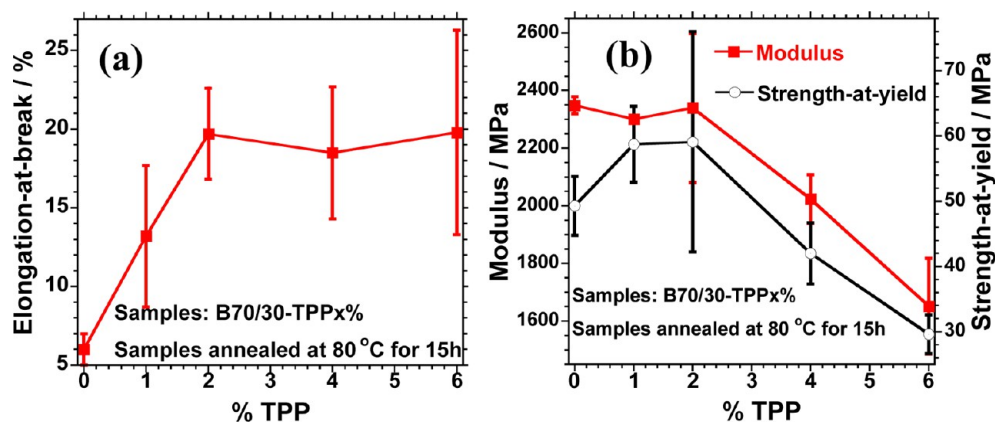 (a)
Elongation-at-break / %
25
20
15
10
5
0 1 2 3 4 5 6
% TPP
Samples: B70/30-TPPx%
Samples annealed at 80 °C for 15h
(b)
Modulus
Strength-at-yield
Modulus / MPa
2600
2400
2200
2000
1800
1600
Strength-at-yield / MPa
70
60
50
40
30
0 1 2 3 4 5 6
% TPP
Samples: B70/30-TPPx%
Samples annealed at 80 °C for 15h